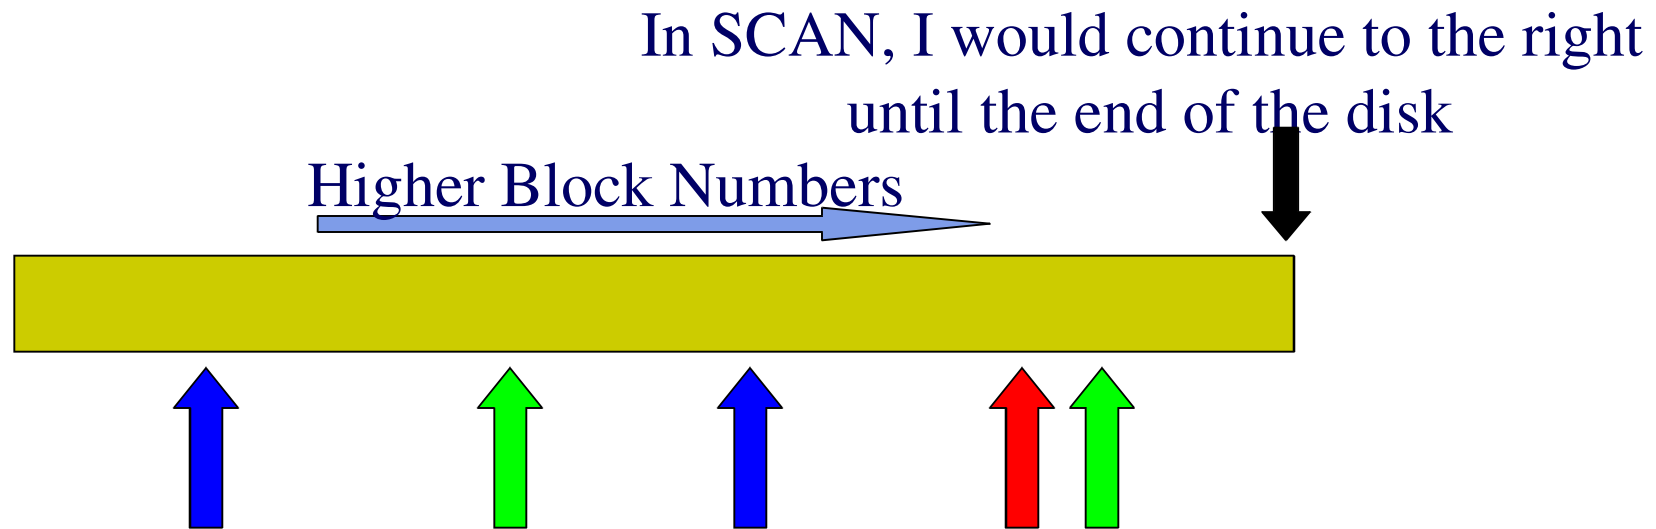 In SCAN, I would continue to the right
until the end of the disk
Higher Block Numbers